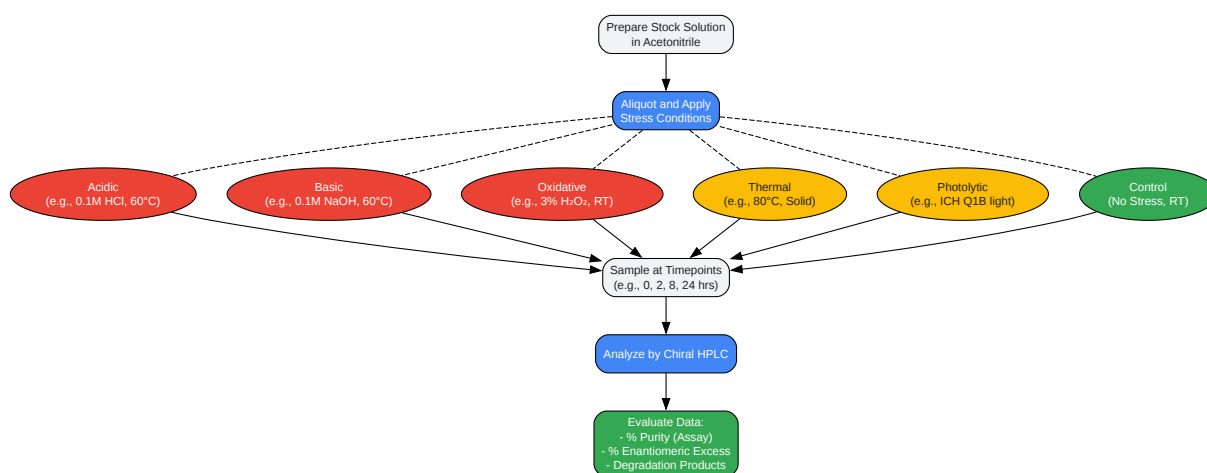 Prepare Stock Solution
in Acetonitrile
Aliquot and Apply
Stress Conditions
Acidic
(e.g., 0.1M HCl, 60°C)
Basic
(e.g., 0.1M NaOH, 60°C)
Oxidative
(e.g., 3% H₂O₂, RT)
Thermal
(e.g., 80°C, Solid)
Photolytic
(e.g., ICH Q1B light)
Control
(No Stress, RT)
Sample at Timepoints
(e.g., 0, 2, 8, 24 hrs)
Analyze by Chiral HPLC
Evaluate Data:
- % Purity (Assay)
- % Enantiomeric Excess
- Degradation Products